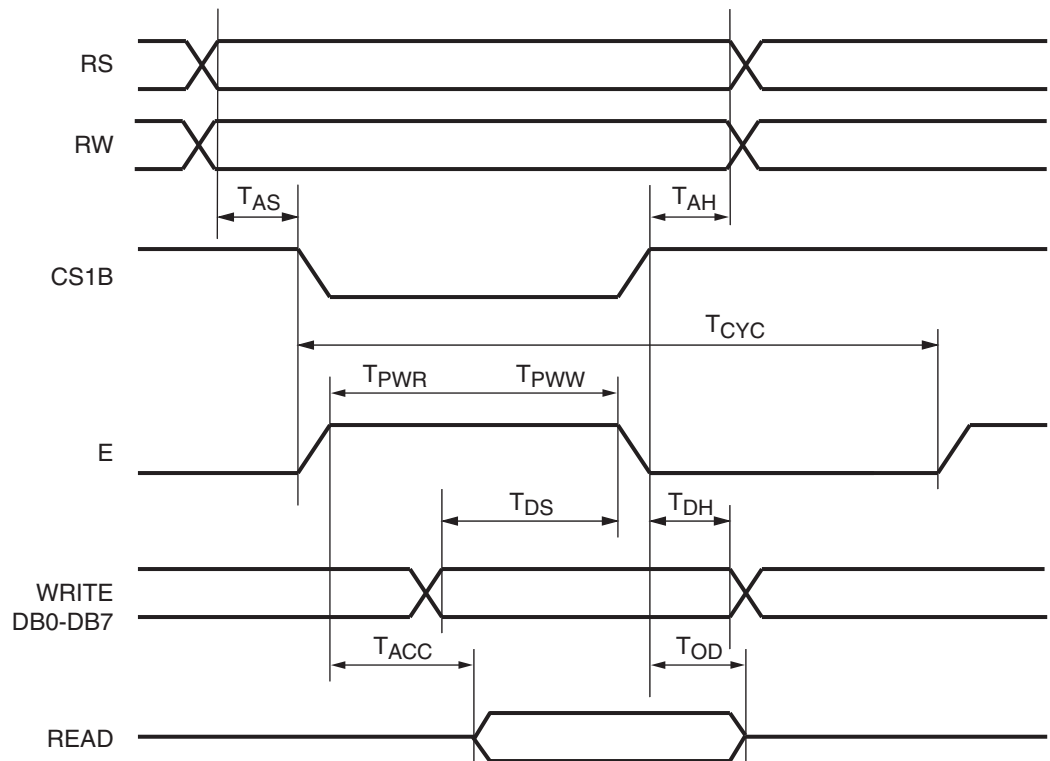 RS
RW
TAS
TAH
CS1B
TCYC
TPWR TPWW
E
TDS
TDH
WRITE
DB0-DB7
TACC
TOD
READ